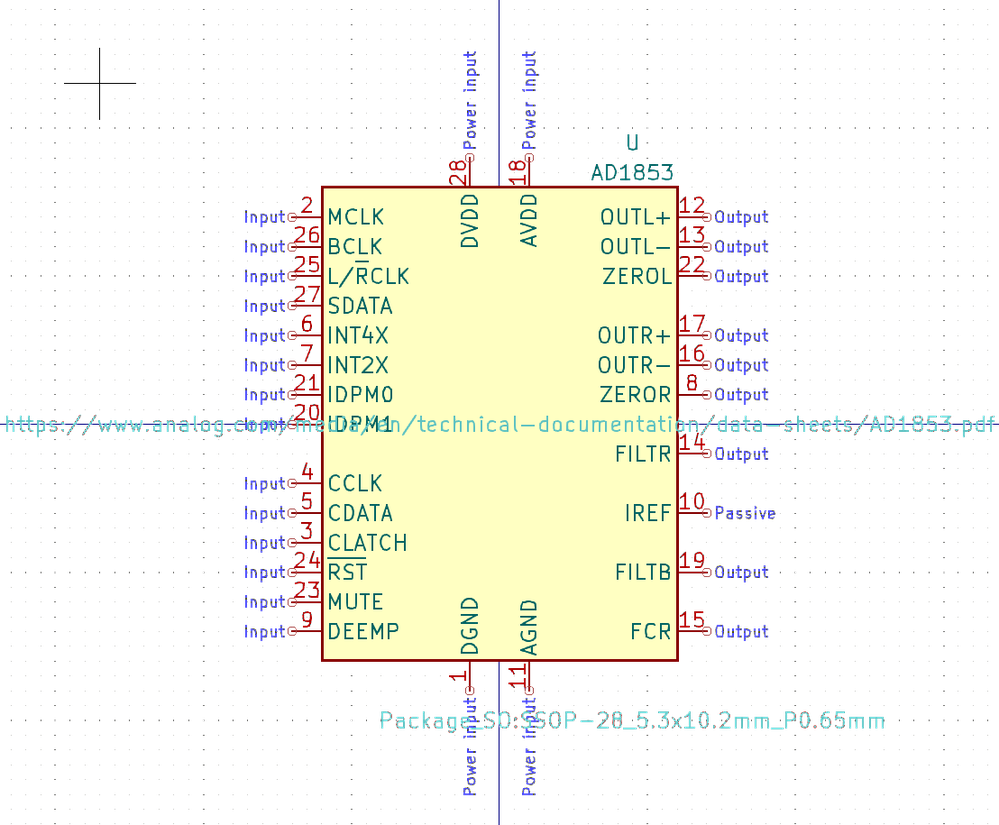 Power input
Power input
28
18
DVDD
AVDD
U
AD1853
Input 2 MCLK
OUTL+ 12 Output
Input 26 BCLK
OUTL- 13 Output
Input 25 L/RCLK
ZEROL 22 Output
Input 27 SDATA
Input 6 INT4X
OUTR+ 17 Output
Input 7 INT2X
OUTR- 16 Output
Input 21 IDPM0
ZEROR 8 Output
Input 20 IDPM1
https://www.analog.com/media/en/technical-documentation/data-sheets/AD1853.pdf
FILTR 14 Output
Input 4 CCLK
Input 5 CDATA
IREF 10 Passive
Input 3 CLATCH
Input 24 RST
FILTB 19 Output
Input 23 MUTE
Input 9 DEEMP
FCR 15 Output
DGND
AGND
1
11
Power input
Power input
Package_SO:SSOP-28_5.3x10.2mm_P0.65mm